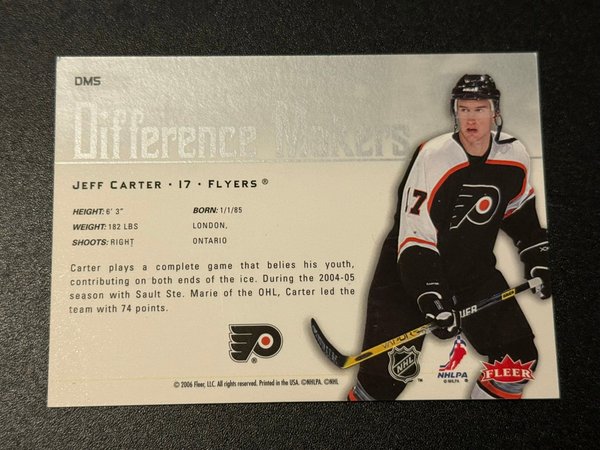 DM5
Difference Makers
JEFF CARTER • 17 • FLYERS ®
HEIGHT: 6' 3" BORN: 1/1/85
WEIGHT: 182 LBS LONDON,
SHOOTS: RIGHT ONTARIO
Carter plays a complete game that belies his youth,
contributing on both ends of the ice. During the 2004-05
season with Sault Ste. Marie of the OHL, Carter led the
team with 74 points.
17
NHL ™
NHLPA
© NHLPA ®
FLEER
®
© 2006 Fleer, LLC. All rights reserved. Printed in the USA. ©NHLPA. ©NHL